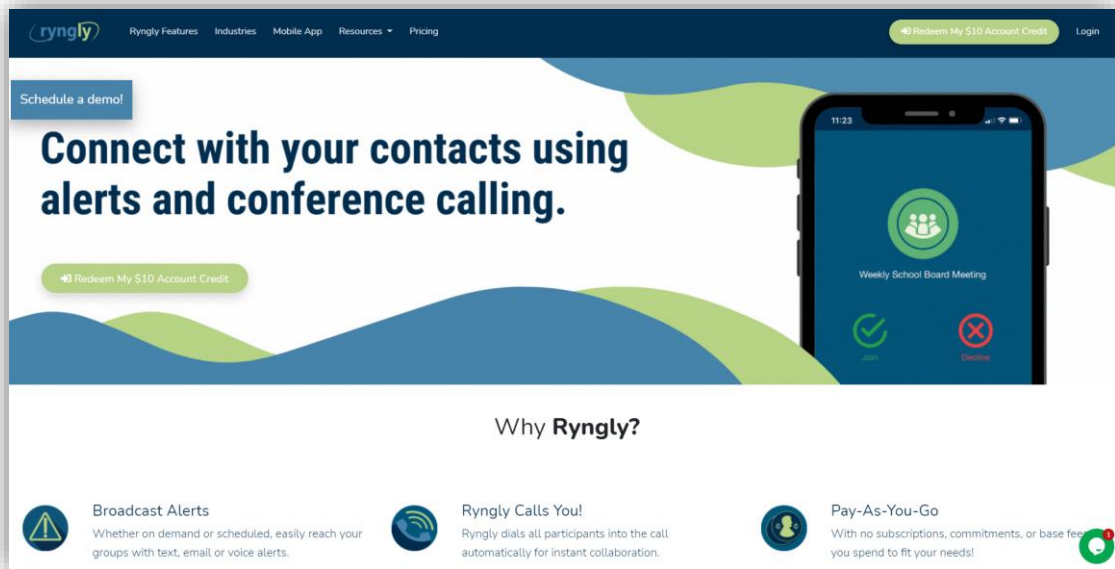 ryngly
Ryngly Features Industries Mobile App Resources Pricing
Redeem My $10 Account Credit
Login
Schedule a demo!
Connect with your contacts using
alerts and conference calling.
Redeem My $10 Account Credit
11:23
Weekly School Board Meeting
Join Decline
Why Ryngly?
Broadcast Alerts
Whether on demand or scheduled, easily reach your
groups with text, email or voice alerts.
Ryngly Calls You!
Ryngly dials all participants into the call
automatically for instant collaboration.
Pay-As-You-Go
With no subscriptions, commitments, or base
you spend to fit your needs!
1